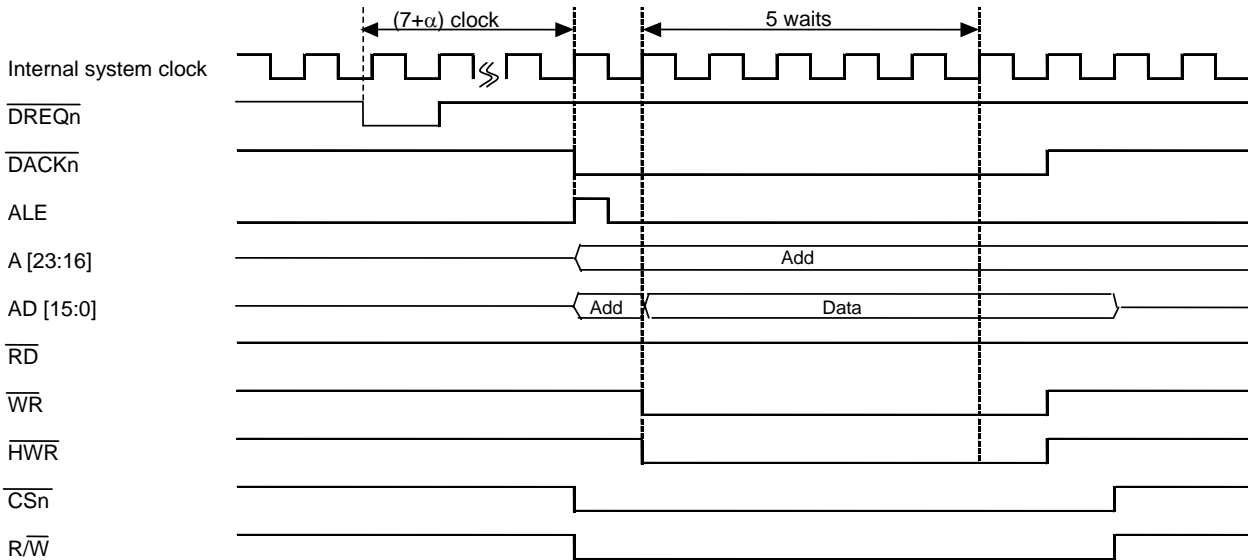 (7+α) clock
5 waits
Internal system clock
DREQn
DACKn
ALE
A [23:16]
Add
AD [15:0]
Add
Data
RD
WR
HWR
CSn
R/W